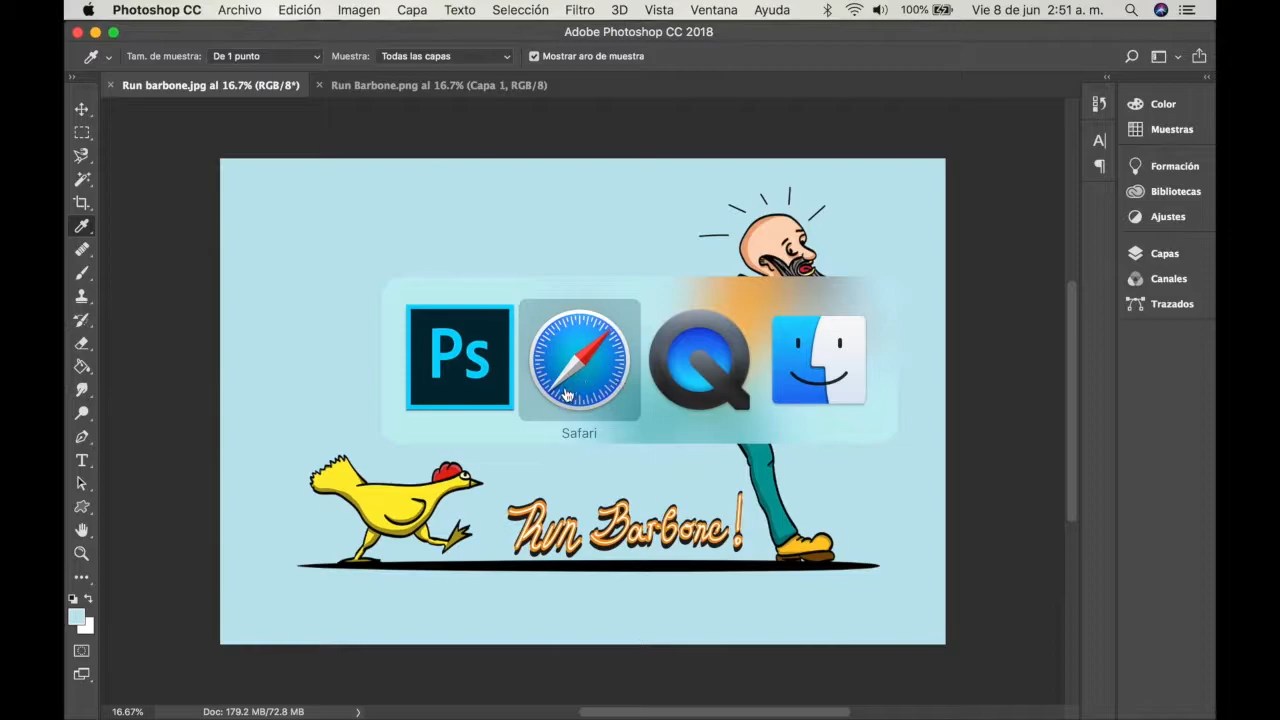 Photoshop CC Archivo Edición Imagen Capa Texto Selección Filtro 3D Vista Ventana Ayuda 100% Vie 8 de jun 2:51 a. m.
Adobe Photoshop CC 2018
Tam. de muestra: De 1 punto Muestra: Todas las capas Mostrar aro de muestra
Run barbone.jpg al 16.7% (RGB/8*) Run Barbone.png al 16.7% (Capa 1, RGB/8)
Color
Muestras
Formación
Bibliotecas
Ajustes
Capas
Canales
Trazados
Ps
Safari
Run Barbone!
16.67% Doc: 179.2 MB/72.8 MB